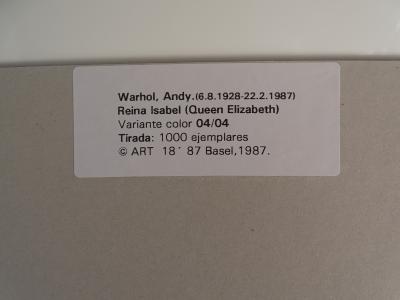 Warhol, Andy.(6.8.1928-22.2.1987)
Reina Isabel (Queen Elizabeth)
Variante color 04/04
Tirada: 1000 ejemplares
© ART 18´87 Basel,1987.